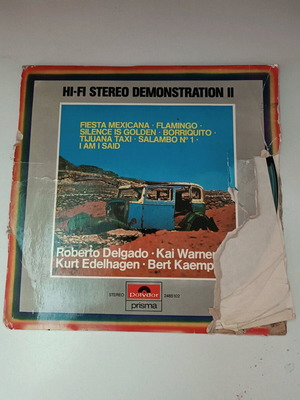 HI-FI STEREO DEMONSTRATION II
FIESTA MEXICANA · FLAMINGO ·
SILENCE IS GOLDEN · BORRIQUITO ·
TIJUANA TAXI · SALAMBO Nº 1 ·
I AM I SAID
Roberto Delgado · Kai Warner
Kurt Edelhagen · Bert Kaemp
STEREO
Polydor
prisma